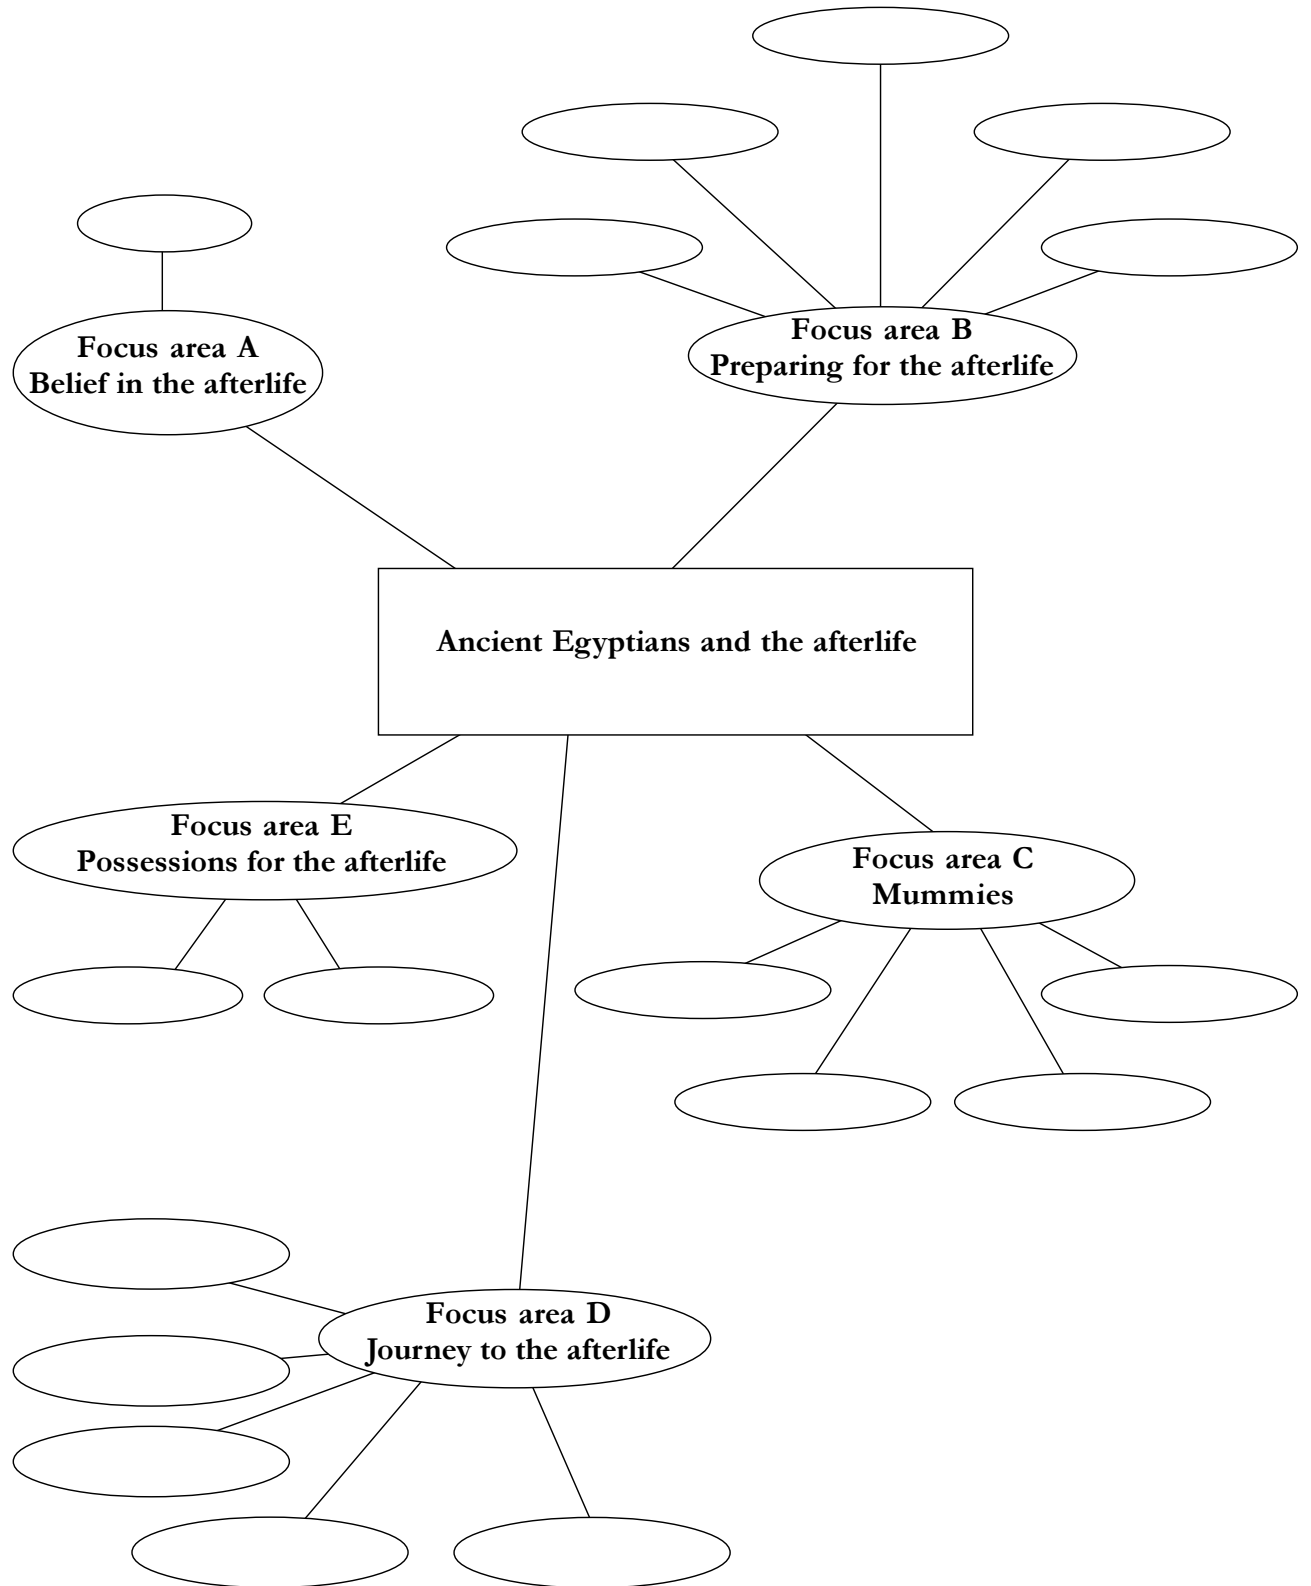 Focus area A
Belief in the afterlife
Focus area B
Preparing for the afterlife
Ancient Egyptians and the afterlife
Focus area E
Possessions for the afterlife
Focus area C
Mummies
Focus area D
Journey to the afterlife